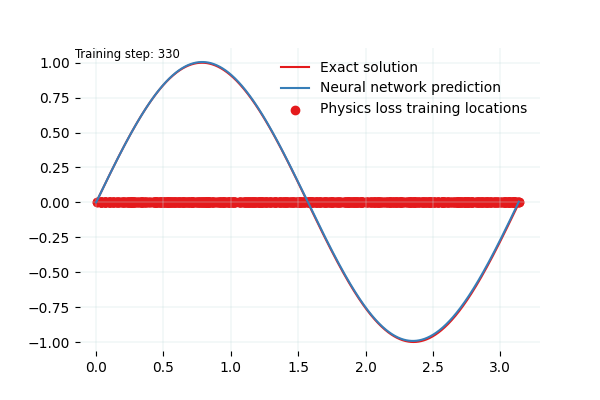 Training step: 330
Exact solution
Neural network prediction
Physics loss training locations
1.00
0.75
0.50
0.25
0.00
−0.25
−0.50
−0.75
−1.00
0.0 0.5 1.0 1.5 2.0 2.5 3.0